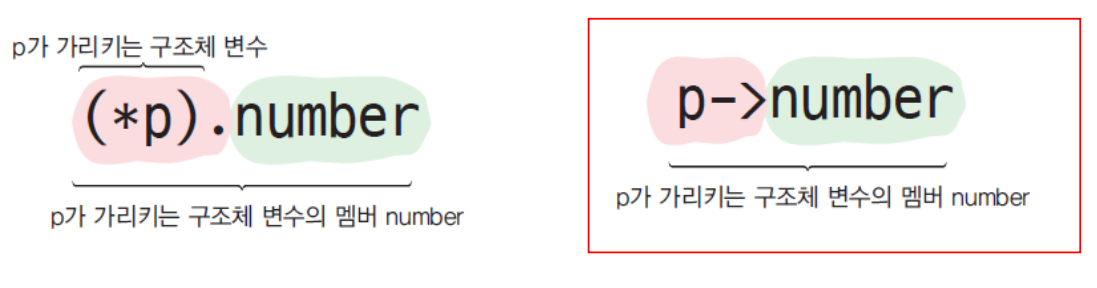 p가 가리키는 구조체 변수
(*p).number
p가 가리키는 구조체 변수의 멤버 number
p->number
p가 가리키는 구조체 변수의 멤버 number